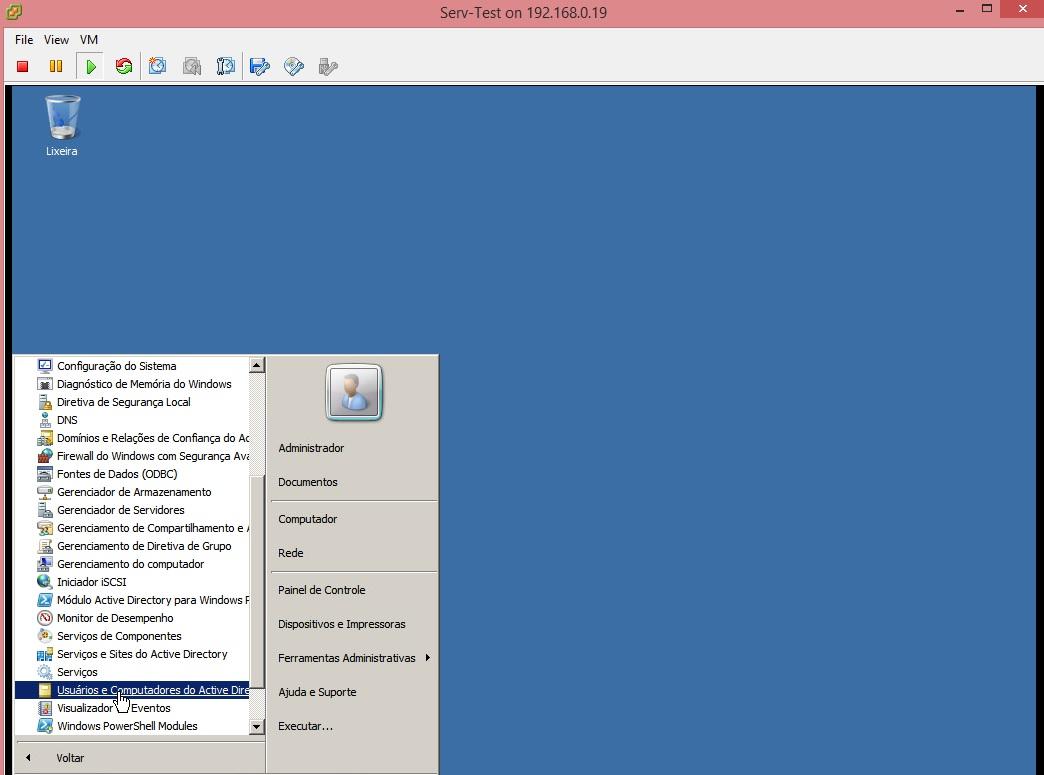 Serv-Test on 192.168.0.19
File View VM
Lixeira
Configuração do Sistema
Diagnóstico de Memória do Windows
Diretiva de Segurança Local
DNS
Domínios e Relações de Confiança do Ac
Firewall do Windows com Segurança Ava
Fontes de Dados (ODBC)
Gerenciador de Armazenamento
Gerenciador de Servidores
Gerenciamento de Compartilhamento e A
Gerenciamento de Diretiva de Grupo
Gerenciamento do computador
Iniciador iSCSI
Módulo Active Directory para Windows P
Monitor de Desempenho
Serviços de Componentes
Serviços e Sites do Active Directory
Serviços
Usuários e Computadores do Active Dire
Visualizador Eventos
Windows PowerShell Modules
Voltar
Administrador
Documentos
Computador
Rede
Painel de Controle
Dispositivos e Impressoras
Ferramentas Administrativas
Ajuda e Suporte
Executar...